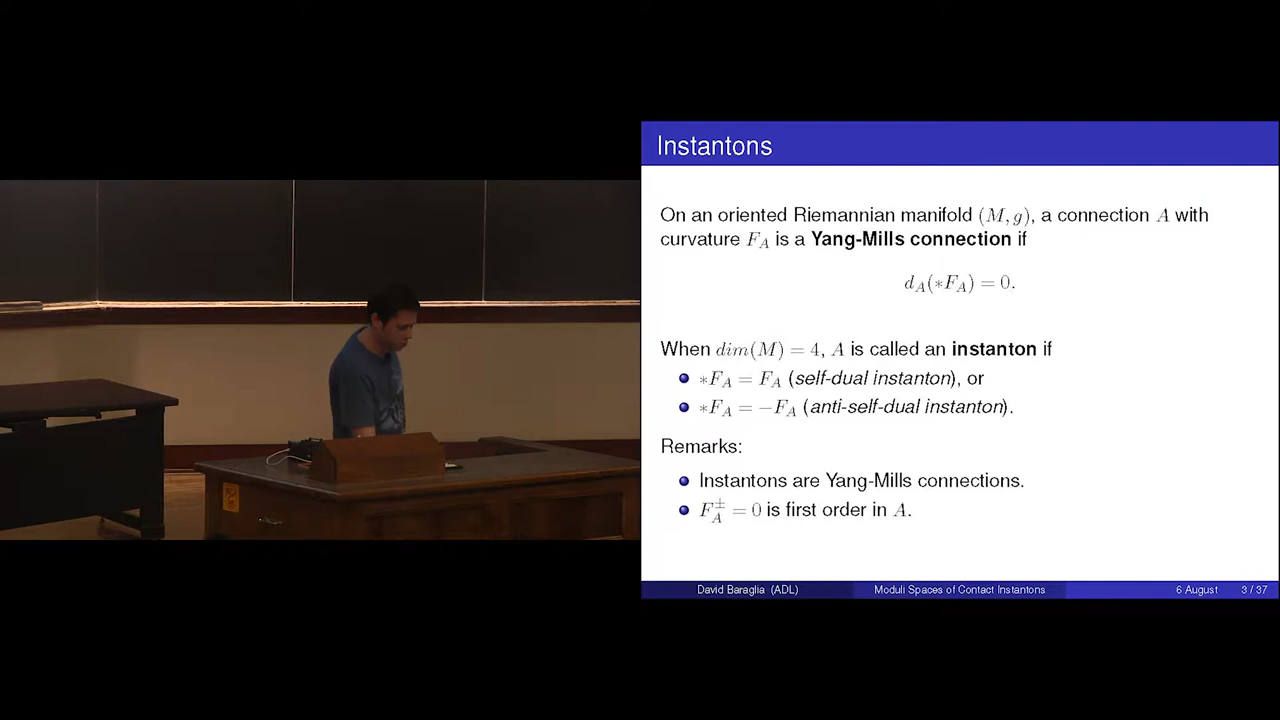 Instantons
On an oriented Riemannian manifold (M, g), a connection A with
curvature F_A is a Yang-Mills connection if
d_A(∗F_A) = 0.
When dim(M) = 4, A is called an instanton if
∗F_A = F_A (self-dual instanton), or
∗F_A = −F_A (anti-self-dual instanton).
Remarks:
Instantons are Yang-Mills connections.
F_A^± = 0 is first order in A.
David Baraglia (ADL) Moduli Spaces of Contact Instantons 6 August 3 / 37